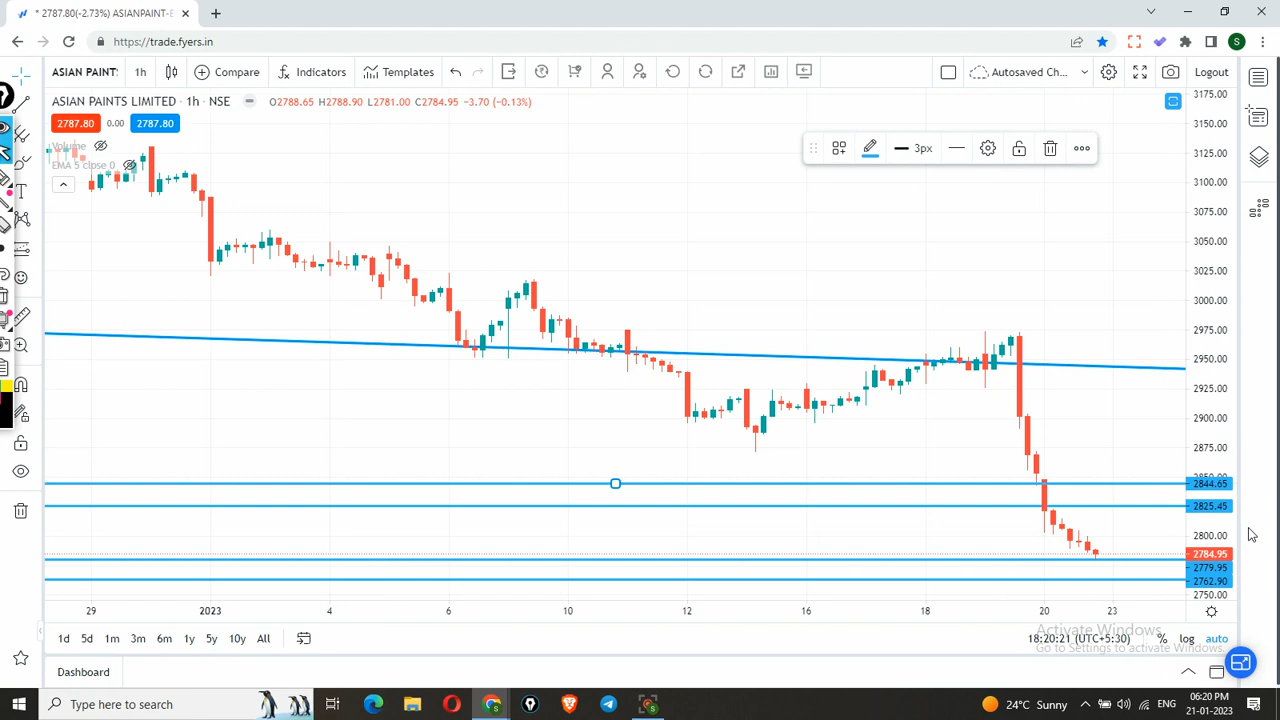 * 2787.80(-2.73%) ASIANPAINT-E
https://trade.fyers.in
ASIAN PAINTS 1h Compare Indicators Templates Autosaved Ch... Logout
ASIAN PAINTS LIMITED · 1h · NSE O2788.65 H2788.90 L2781.00 C2784.95 −3.70 (−0.13%)
2787.80 0.00 2787.80
Volume
EMA 5 close 0
3px
3175.00
3150.00
3125.00
3100.00
3075.00
3050.00
3025.00
3000.00
2975.00
2950.00
2925.00
2900.00
2875.00
2850.00
2844.65
2825.45
2800.00
2784.95
2779.95
2762.90
2750.00
29 2023 4 6 10 12 16 18 20 23
1d 5d 1m 3m 6m 1y 5y 10y All 18:20:21 (UTC+5:30) % log auto
Activate Windows
Go to Settings to activate Windows.
Dashboard
Type here to search 24°C Sunny ENG 06:20 PM
21-01-2023